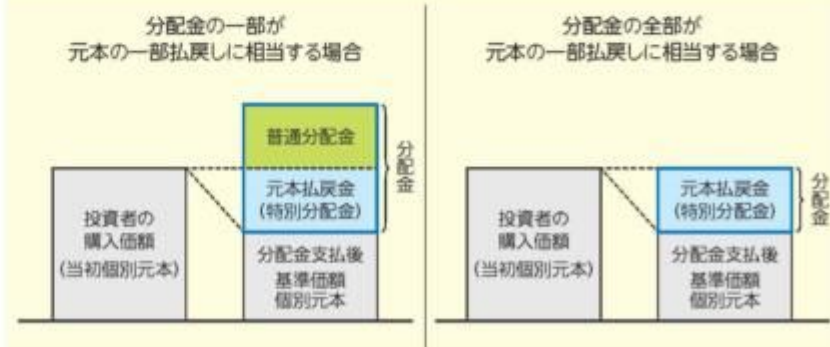 分配金の一部が
元本の一部払戻しに相当する場合
普通分配金
元本払戻金
(特別分配金)
分配金
投資者の
購入価額
(当初個別元本)
分配金支払後
基準価額
個別元本
分配金の全部が
元本の一部払戻しに相当する場合
元本払戻金
(特別分配金)
分配金
投資者の
購入価額
(当初個別元本)
分配金支払後
基準価額
個別元本